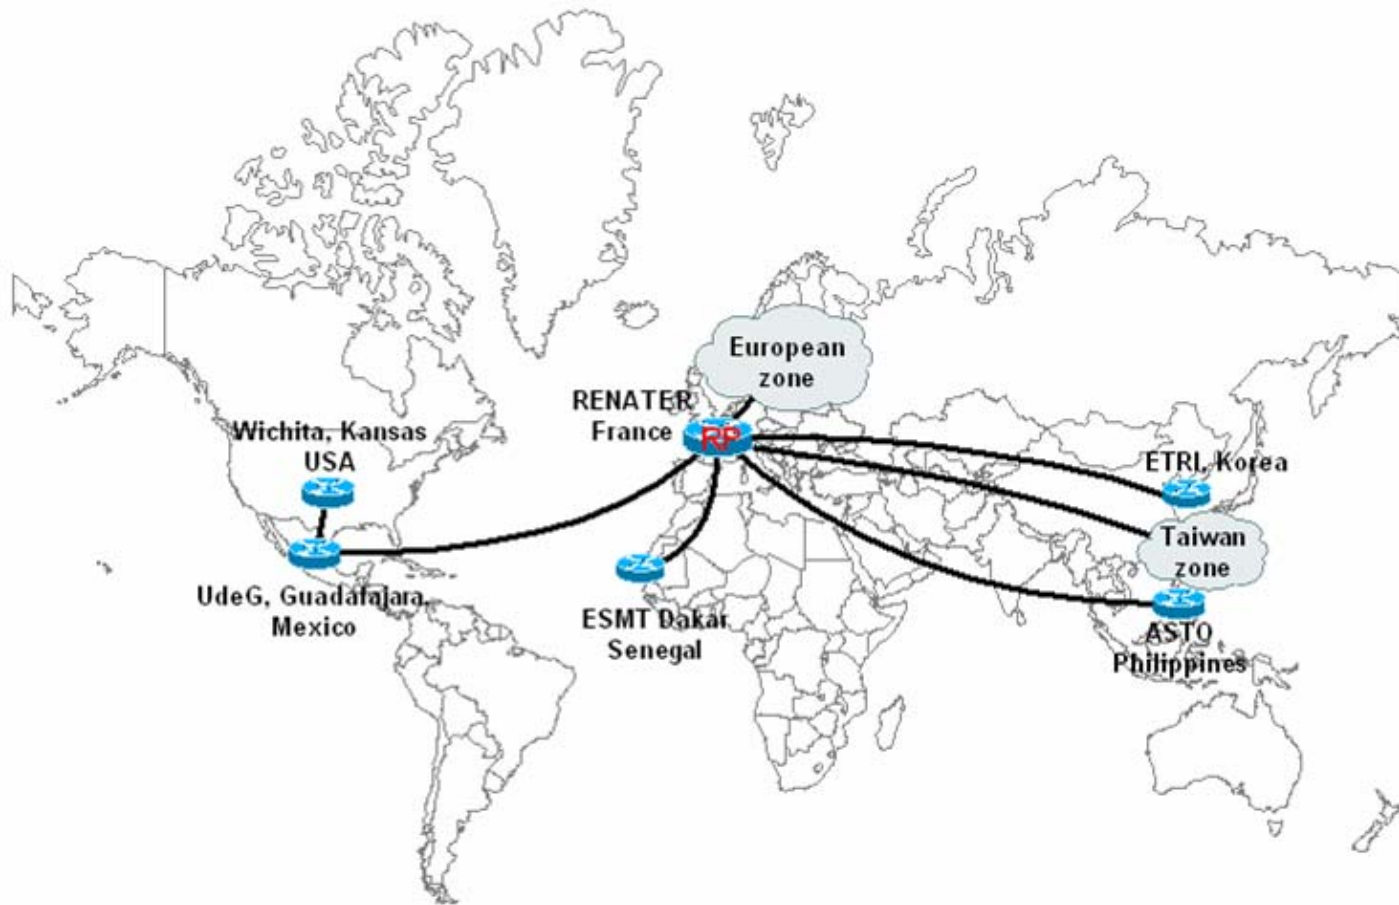 European
zone
RENATER
France
RP
Wichita, Kansas
USA
ETRI, Korea
Taiwan
zone
UdeG, Guadalajara,
Mexico
ESMT Dakar
Senegal
ASTO
Philippines